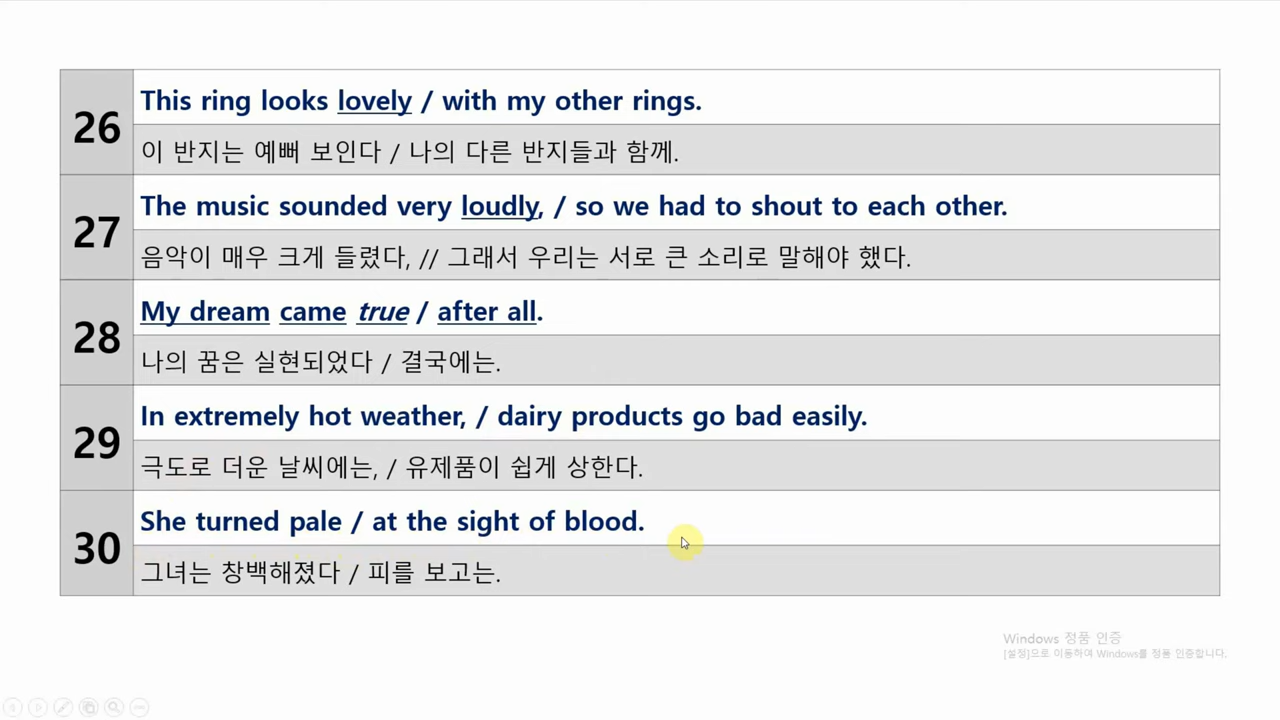 26
This ring looks lovely / with my other rings.
이 반지는 예뻐 보인다 / 나의 다른 반지들과 함께.
27
The music sounded very loudly, / so we had to shout to each other.
음악이 매우 크게 들렸다, // 그래서 우리는 서로 큰 소리로 말해야 했다.
28
My dream came true / after all.
나의 꿈은 실현되었다 / 결국에는.
29
In extremely hot weather, / dairy products go bad easily.
극도로 더운 날씨에는, / 유제품이 쉽게 상한다.
30
She turned pale / at the sight of blood.
그녀는 창백해졌다 / 피를 보고는.
Windows 정품 인증
[설정]으로 이동하여 Windows를 정품 인증합니다.